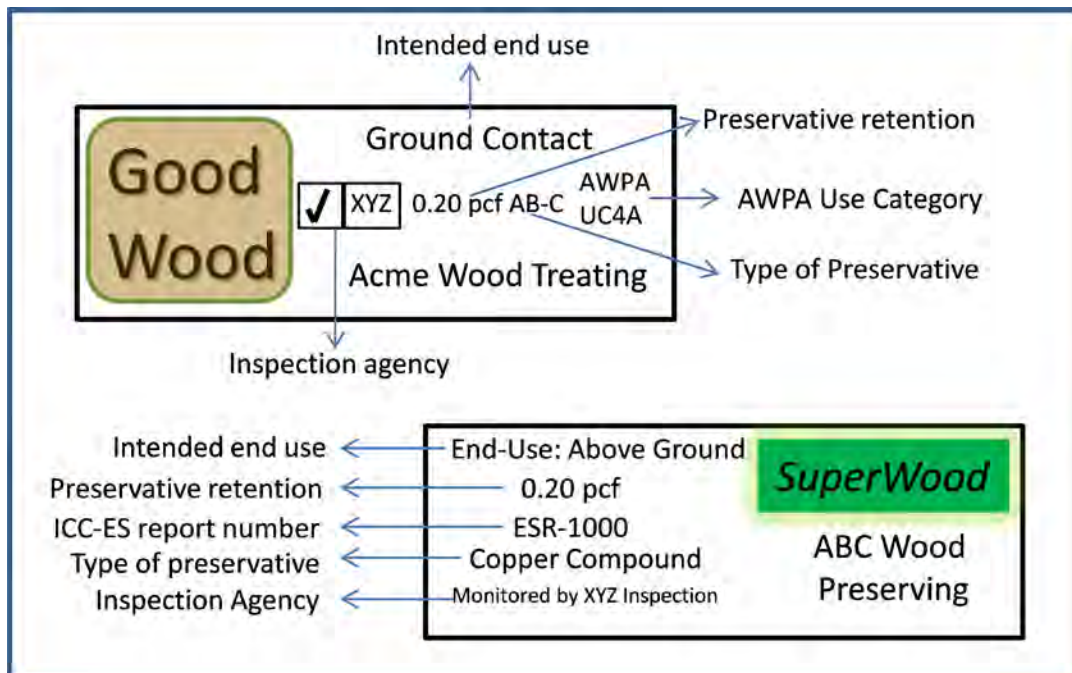 Intended end use
Good
Wood
Ground Contact
Preservative retention
✓ XYZ 0.20 pcf AB-C
AWPA
UC4A
AWPA Use Category
Acme Wood Treating
Type of Preservative
Inspection agency
Intended end use
End-Use: Above Ground
Preservative retention
0.20 pcf
ICC-ES report number
ESR-1000
Type of preservative
Copper Compound
Inspection Agency
Monitored by XYZ Inspection
SuperWood
ABC Wood
Preserving